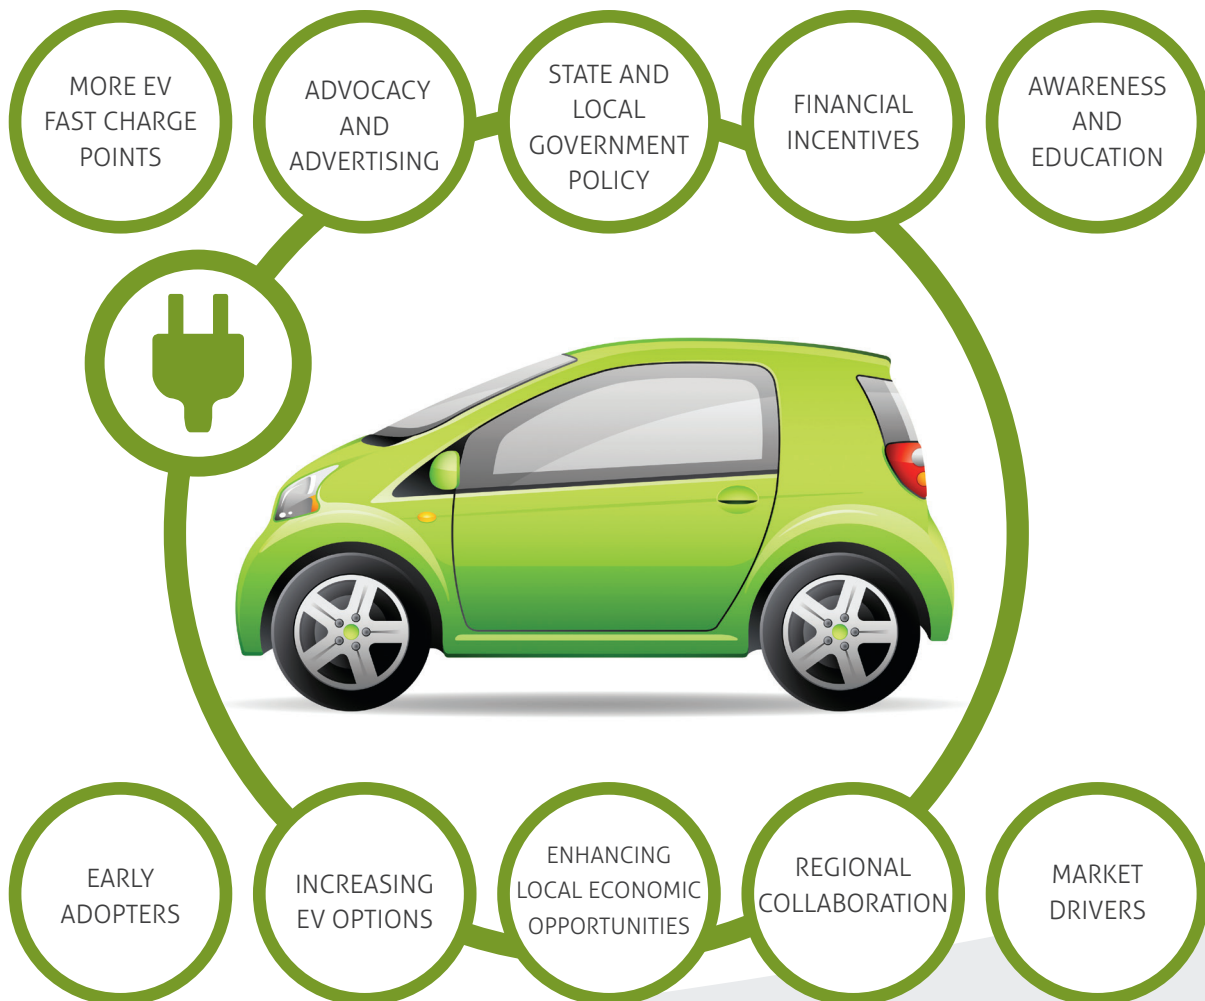 MORE EV
FAST CHARGE
POINTS
ADVOCACY
AND
ADVERTISING
STATE AND
LOCAL
GOVERNMENT
POLICY
FINANCIAL
INCENTIVES
AWARENESS
AND
EDUCATION
EARLY
ADOPTERS
INCREASING
EV OPTIONS
ENHANCING
LOCAL ECONOMIC
OPPORTUNITIES
REGIONAL
COLLABORATION
MARKET
DRIVERS